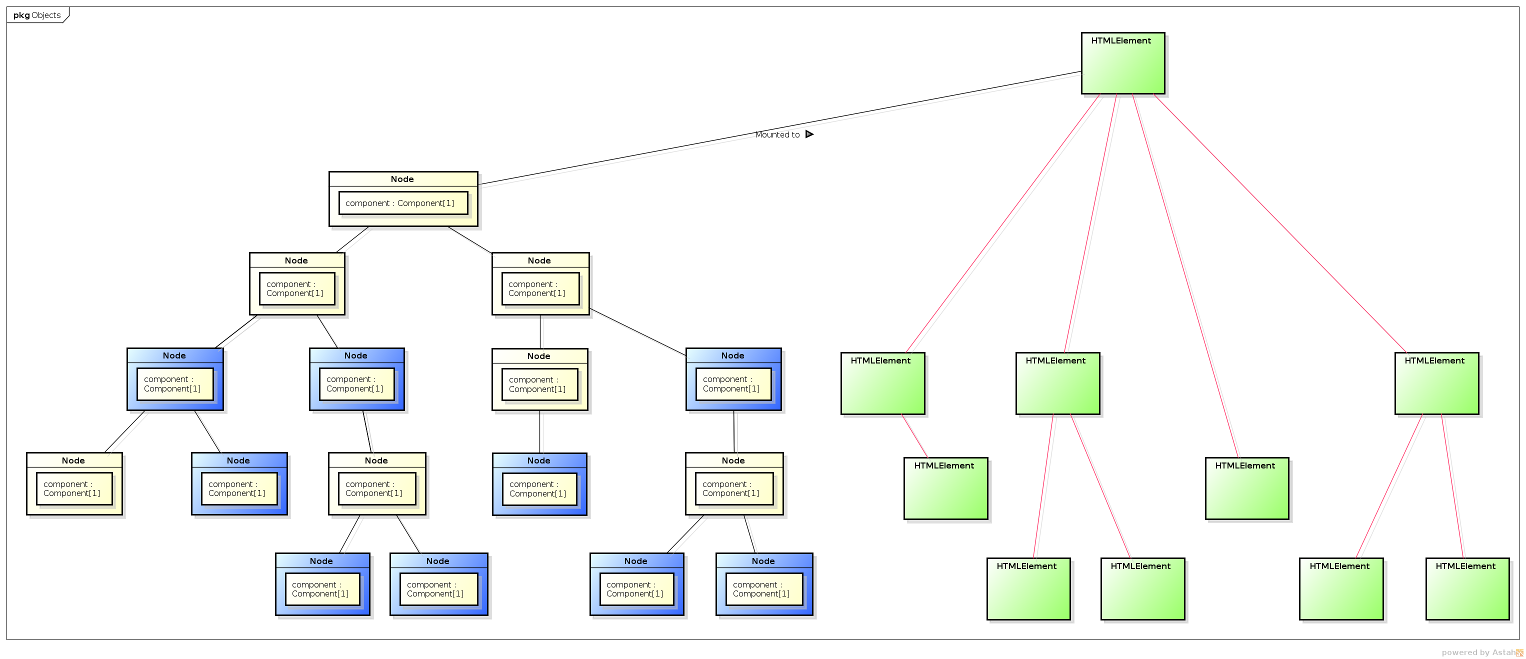 pkg Objects
HTMLElement
Mounted to
Node
component : Component[1]
Node
component :
Component[1]
Node
component :
Component[1]
Node
component :
Component[1]
Node
component :
Component[1]
Node
component :
Component[1]
Node
component :
Component[1]
HTMLElement
HTMLElement
HTMLElement
Node
component :
Component[1]
Node
component :
Component[1]
Node
component :
Component[1]
Node
component :
Component[1]
Node
component :
Component[1]
HTMLElement
HTMLElement
Node
component :
Component[1]
Node
component :
Component[1]
Node
component :
Component[1]
Node
component :
Component[1]
HTMLElement
HTMLElement
HTMLElement
HTMLElement
powered by Astah